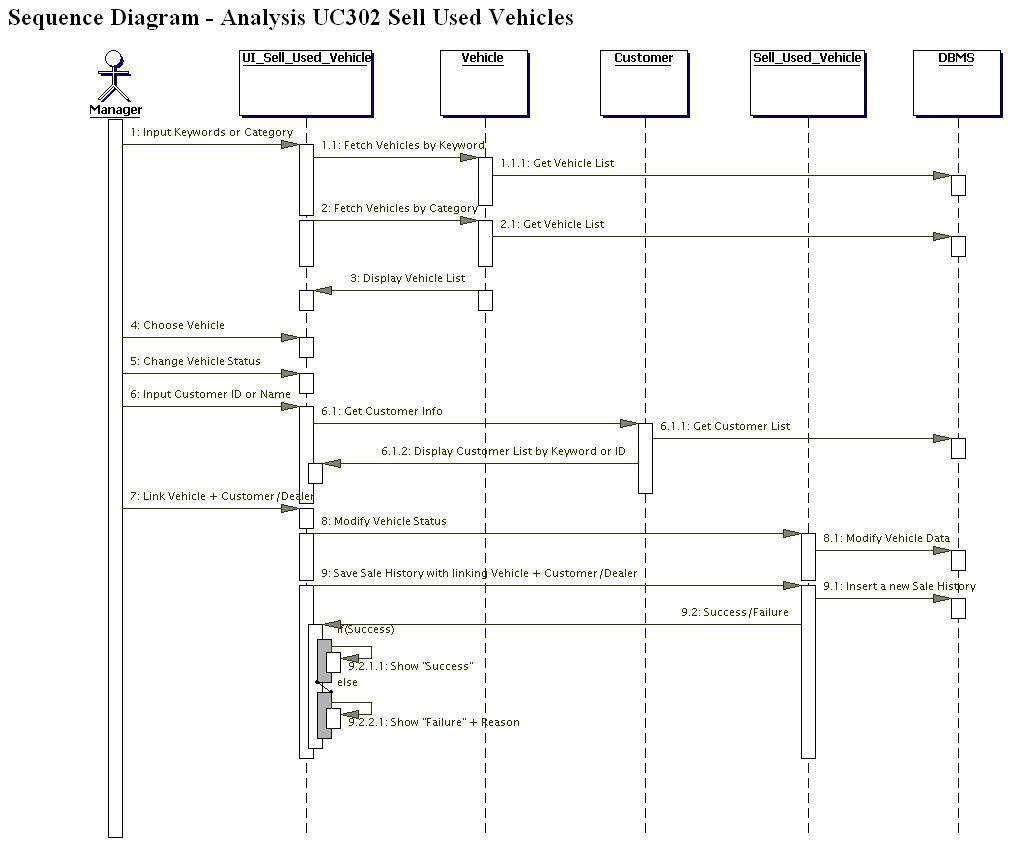 Sequence Diagram - Analysis UC302 Sell Used Vehicles
UI_Sell_Used_Vehicle
Vehicle
Customer
Sell_Used_Vehicle
DBMS
Manager
1: Input Keywords or Category
1.1: Fetch Vehicles by Keyword
1.1.1: Get Vehicle List
2: Fetch Vehicles by Category
2.1: Get Vehicle List
3: Display Vehicle List
4: Choose Vehicle
5: Change Vehicle Status
6: Input Customer ID or Name
6.1: Get Customer Info
6.1.1: Get Customer List
6.1.2: Display Customer List by Keyword or ID
7: Link Vehicle + Customer/Dealer
8: Modify Vehicle Status
8.1: Modify Vehicle Data
9: Save Sale History with linking Vehicle + Customer/Dealer
9.1: Insert a new Sale History
9.2: Success/Failure
if(Success)
9.2.1.1: Show "Success"
else
9.2.2.1: Show "Failure" + Reason